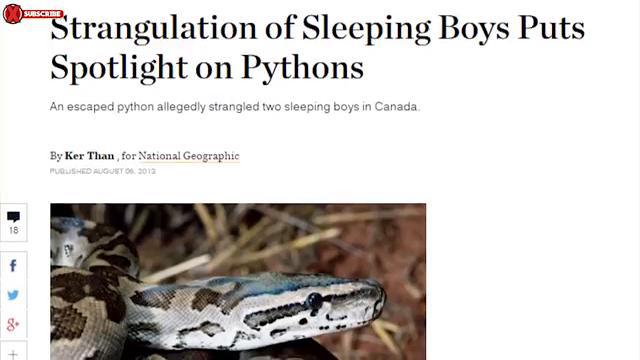 SUBSCRIBE
Strangulation of Sleeping Boys Puts
Spotlight on Pythons
An escaped python allegedly strangled two sleeping boys in Canada.
By Ker Than , for National Geographic
PUBLISHED AUGUST 06, 2013
18